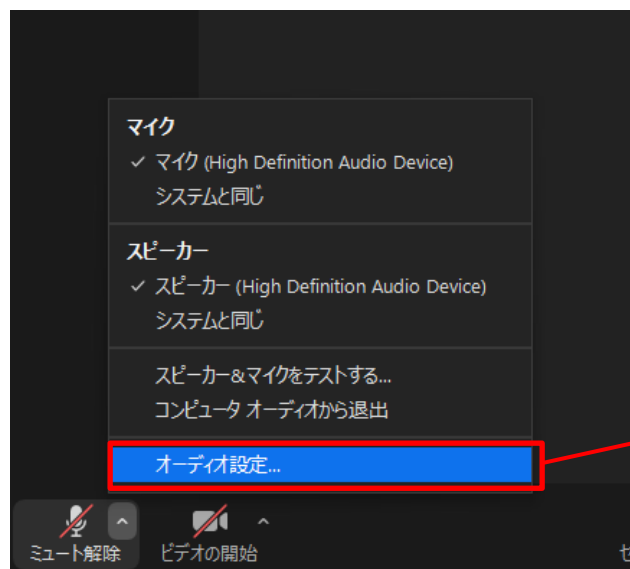 マイク
マイク (High Definition Audio Device)
システムと同じ
スピーカー
スピーカー (High Definition Audio Device)
システムと同じ
スピーカー&マイクをテストする...
コンピュータ オーディオから退出
オーディオ設定...
ミュート解除 ビデオの開始 セ